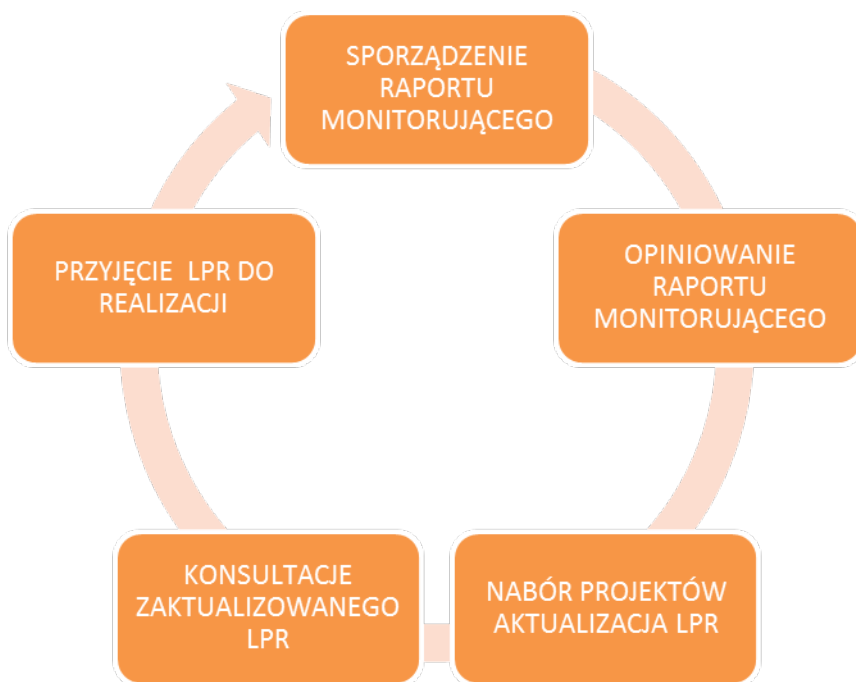 SPORZĄDZENIE
RAPORTU
MONITORUJĄCEGO
OPINIOWANIE
RAPORTU
MONITORUJĄCEGO
NABÓR PROJEKTÓW
AKTUALIZACJA LPR
KONSULTACJE
ZAKTUALIZOWANEGO
LPR
PRZYJĘCIE LPR DO
REALIZACJI